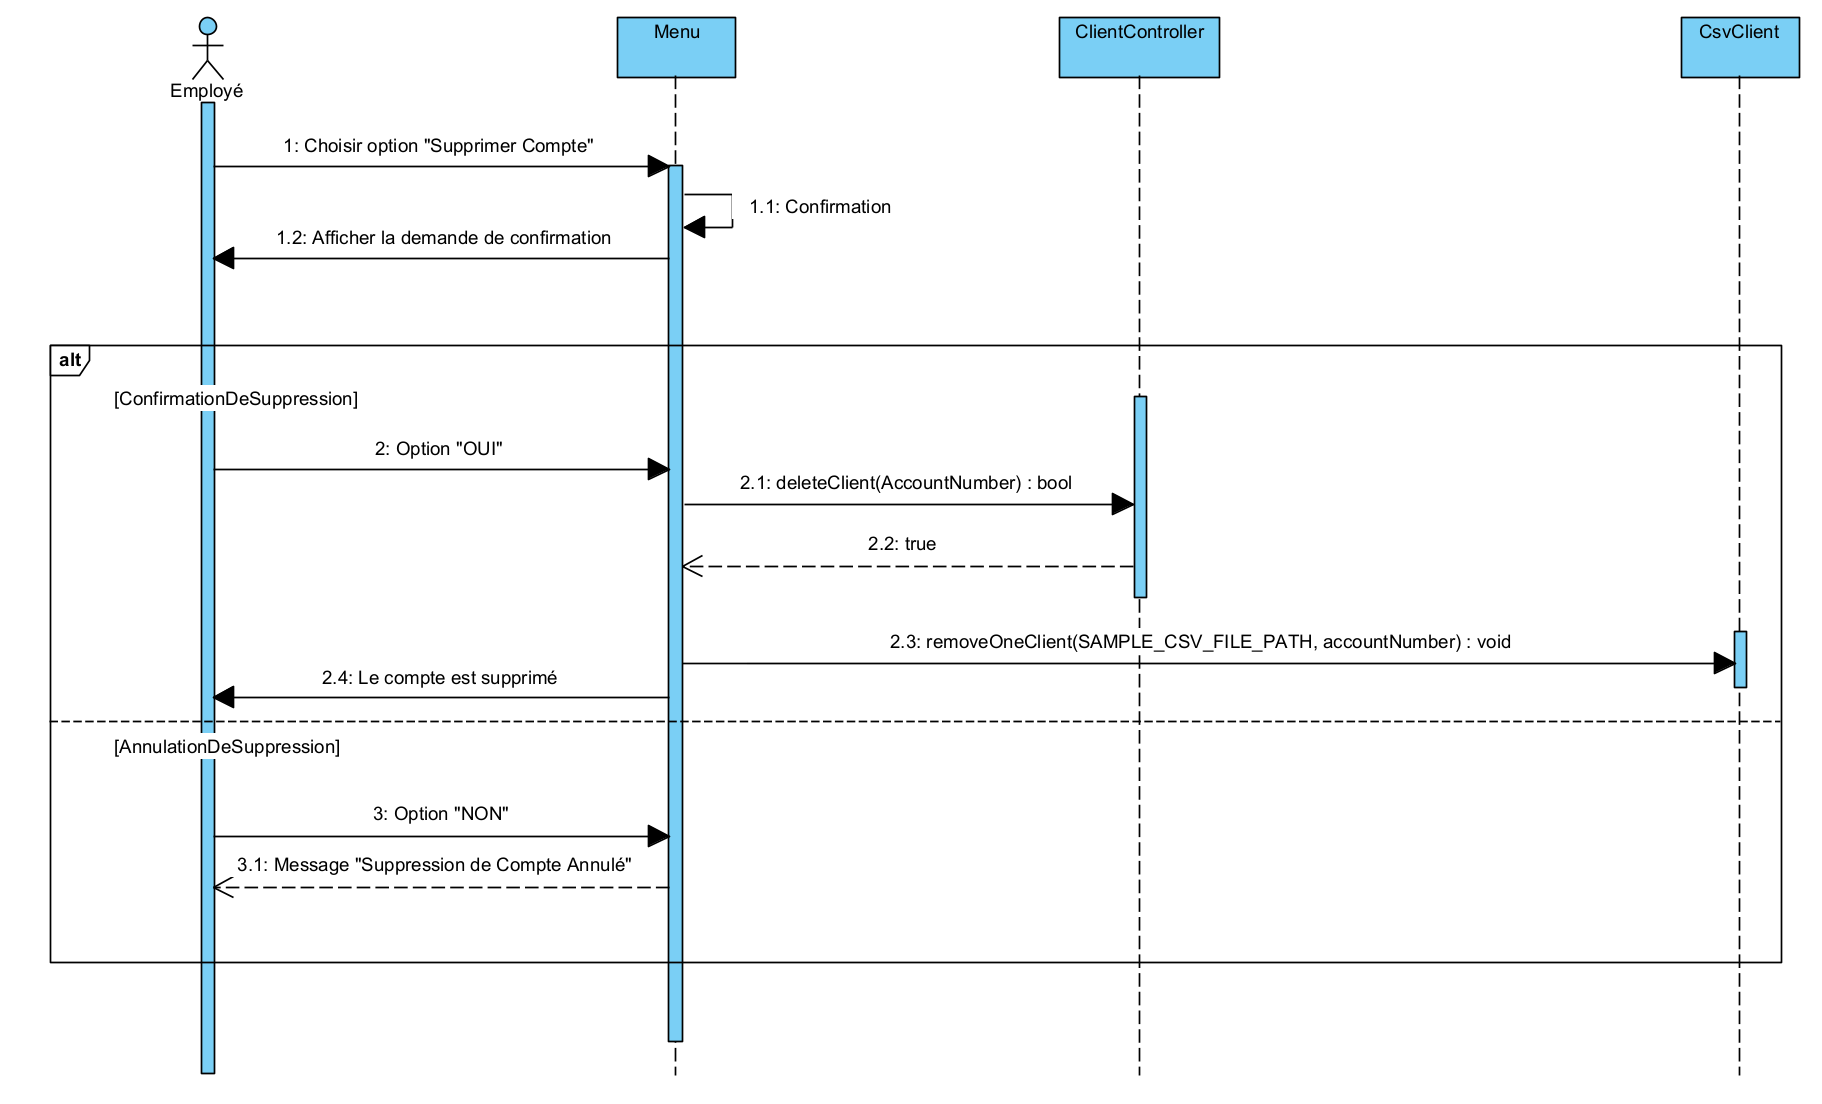 Menu
ClientController
CsvClient
Employé
1: Choisir option "Supprimer Compte"
1.1: Confirmation
1.2: Afficher la demande de confirmation
alt
[ConfirmationDeSuppression]
2: Option "OUI"
2.1: deleteClient(AccountNumber) : bool
2.2: true
2.3: removeOneClient(SAMPLE_CSV_FILE_PATH, accountNumber) : void
2.4: Le compte est supprimé
[AnnulationDeSuppression]
3: Option "NON"
3.1: Message "Suppression de Compte Annulé"